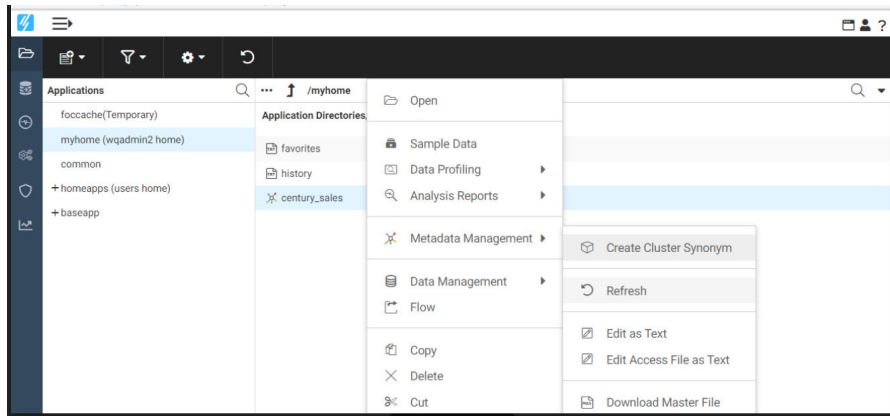 ?
Applications
... /myhome
foccache(Temporary)
Application Directories
myhome (wqadmin2 home)
common
+homeapps (users home)
+baseapp
favorites
history
century_sales
Open
Sample Data
Data Profiling
Analysis Reports
Metadata Management
Data Management
Flow
Copy
Delete
Cut
Create Cluster Synonym
Refresh
Edit as Text
Edit Access File as Text
Download Master File